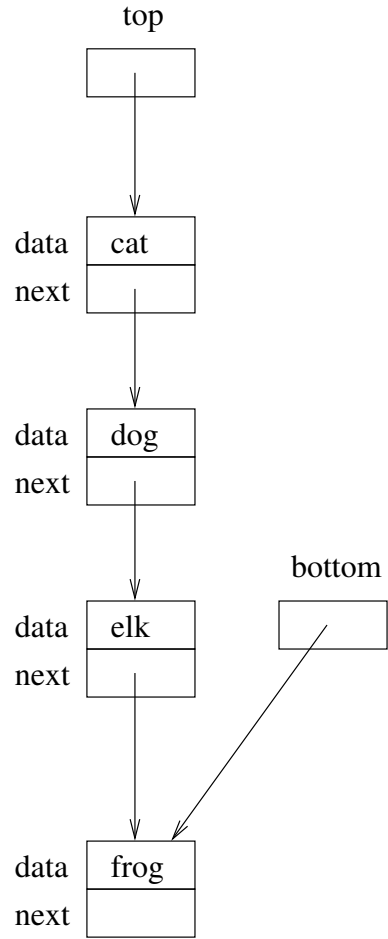 top
data cat
next
data dog
next
bottom
data elk
next
data frog
next